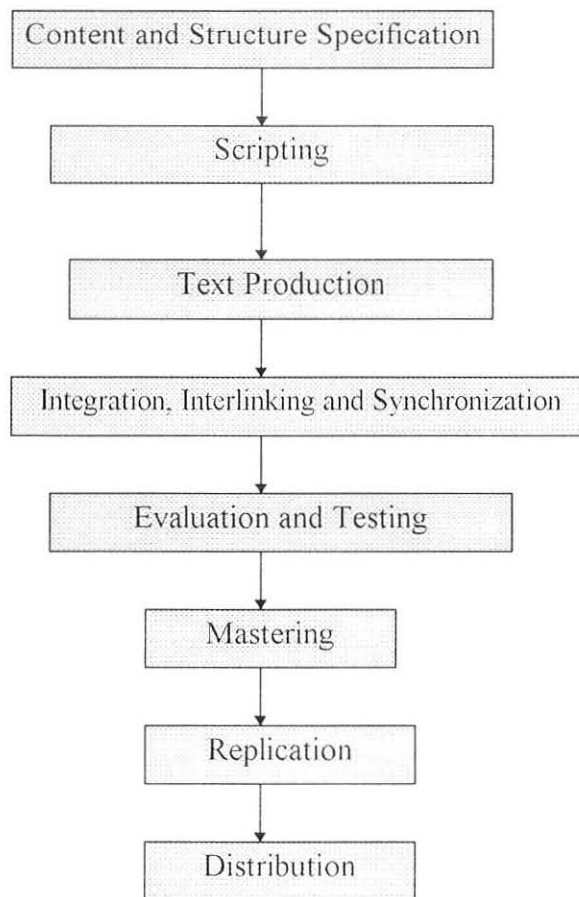 Content and Structure Specification
Scripting
Text Production
Integration, Interlinking and Synchronization
Evaluation and Testing
Mastering
Replication
Distribution